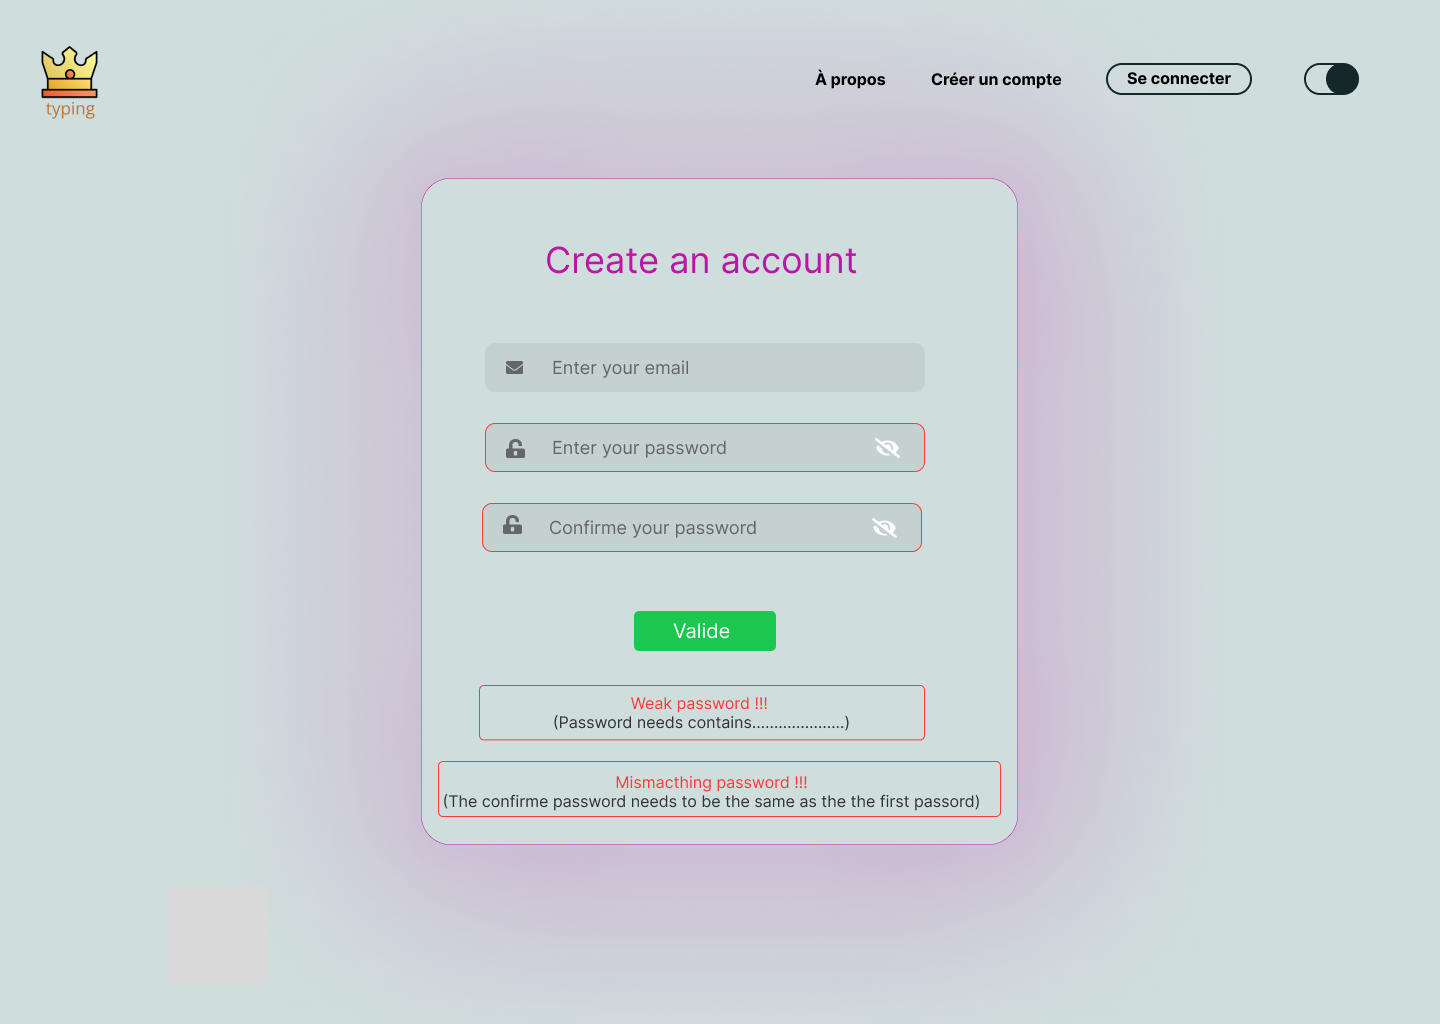 typing
À propos
Créer un compte
Se connecter
Create an account
Enter your email
Enter your password
Confirme your password
Valide
Weak password !!!
(Password needs contains.....................)
Mismacthing password !!!
(The confirme password needs to be the same as the the first passord)